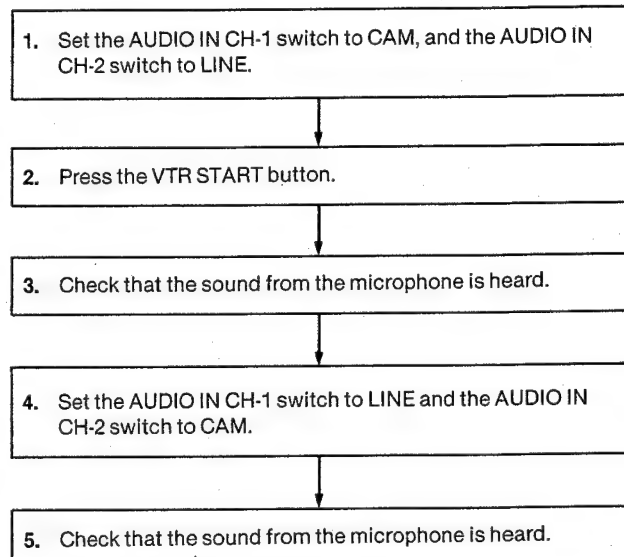 1. Set the AUDIO IN CH-1 switch to CAM, and the AUDIO IN
CH-2 switch to LINE.
2. Press the VTR START button.
3. Check that the sound from the microphone is heard.
4. Set the AUDIO IN CH-1 switch to LINE and the AUDIO IN
CH-2 switch to CAM.
5. Check that the sound from the microphone is heard.